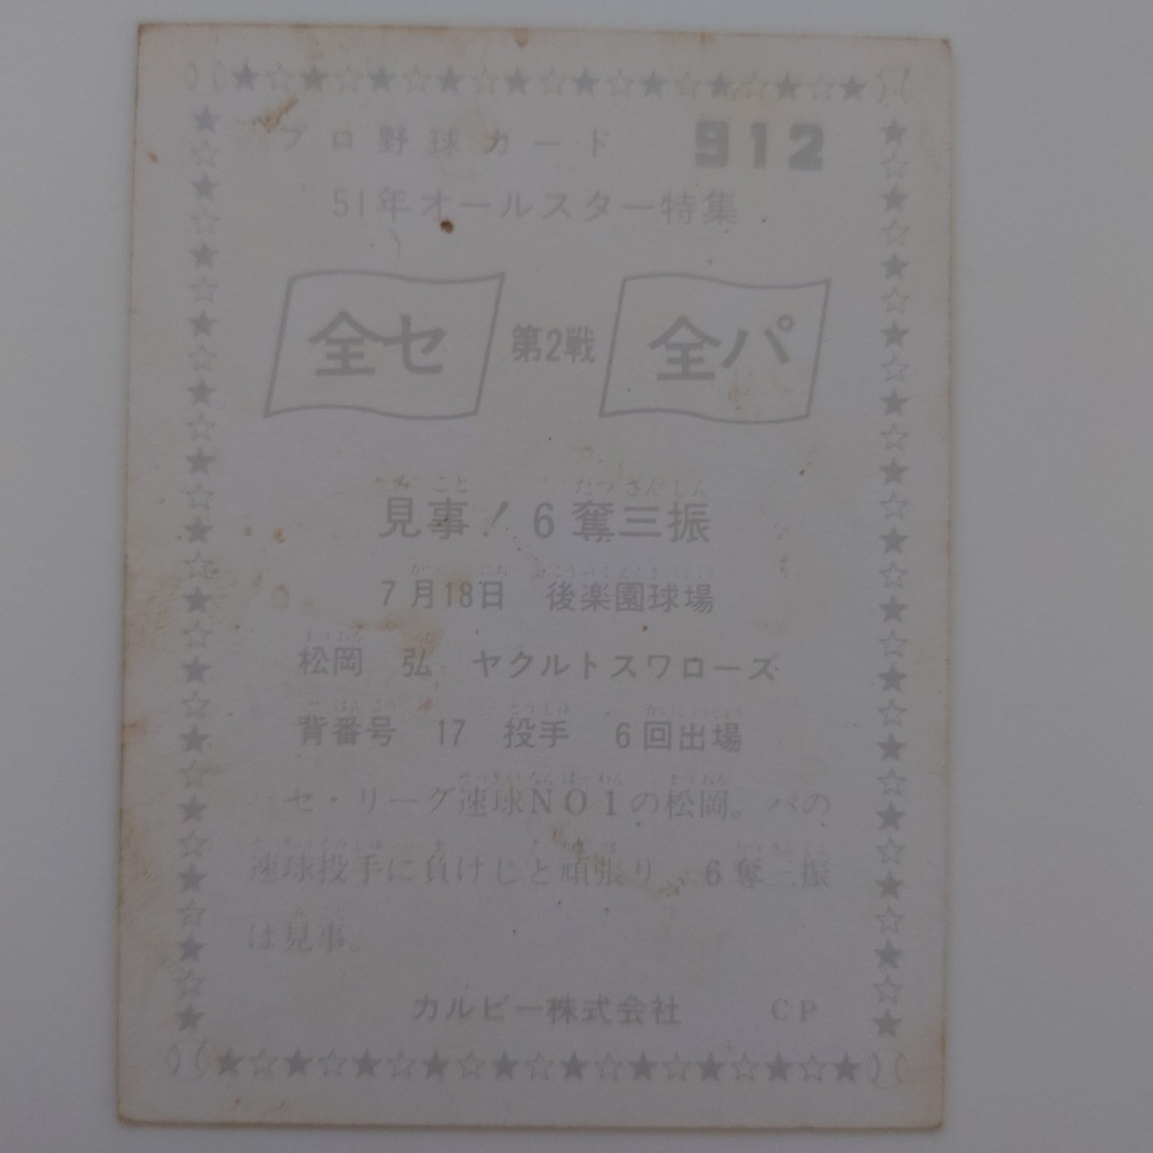 プロ野球カード 912
51年オールスター特集
全セ 第2戦 全パ
見事！6奪三振
7月18日 後楽園球場
松岡 弘 ヤクルトスワローズ
背番号 17 投手 6回出場
セ・リーグ速球NO1の松岡。パの
速球投手に負けじと頑張り、6奪三振
は見事。
カルビー株式会社 CP